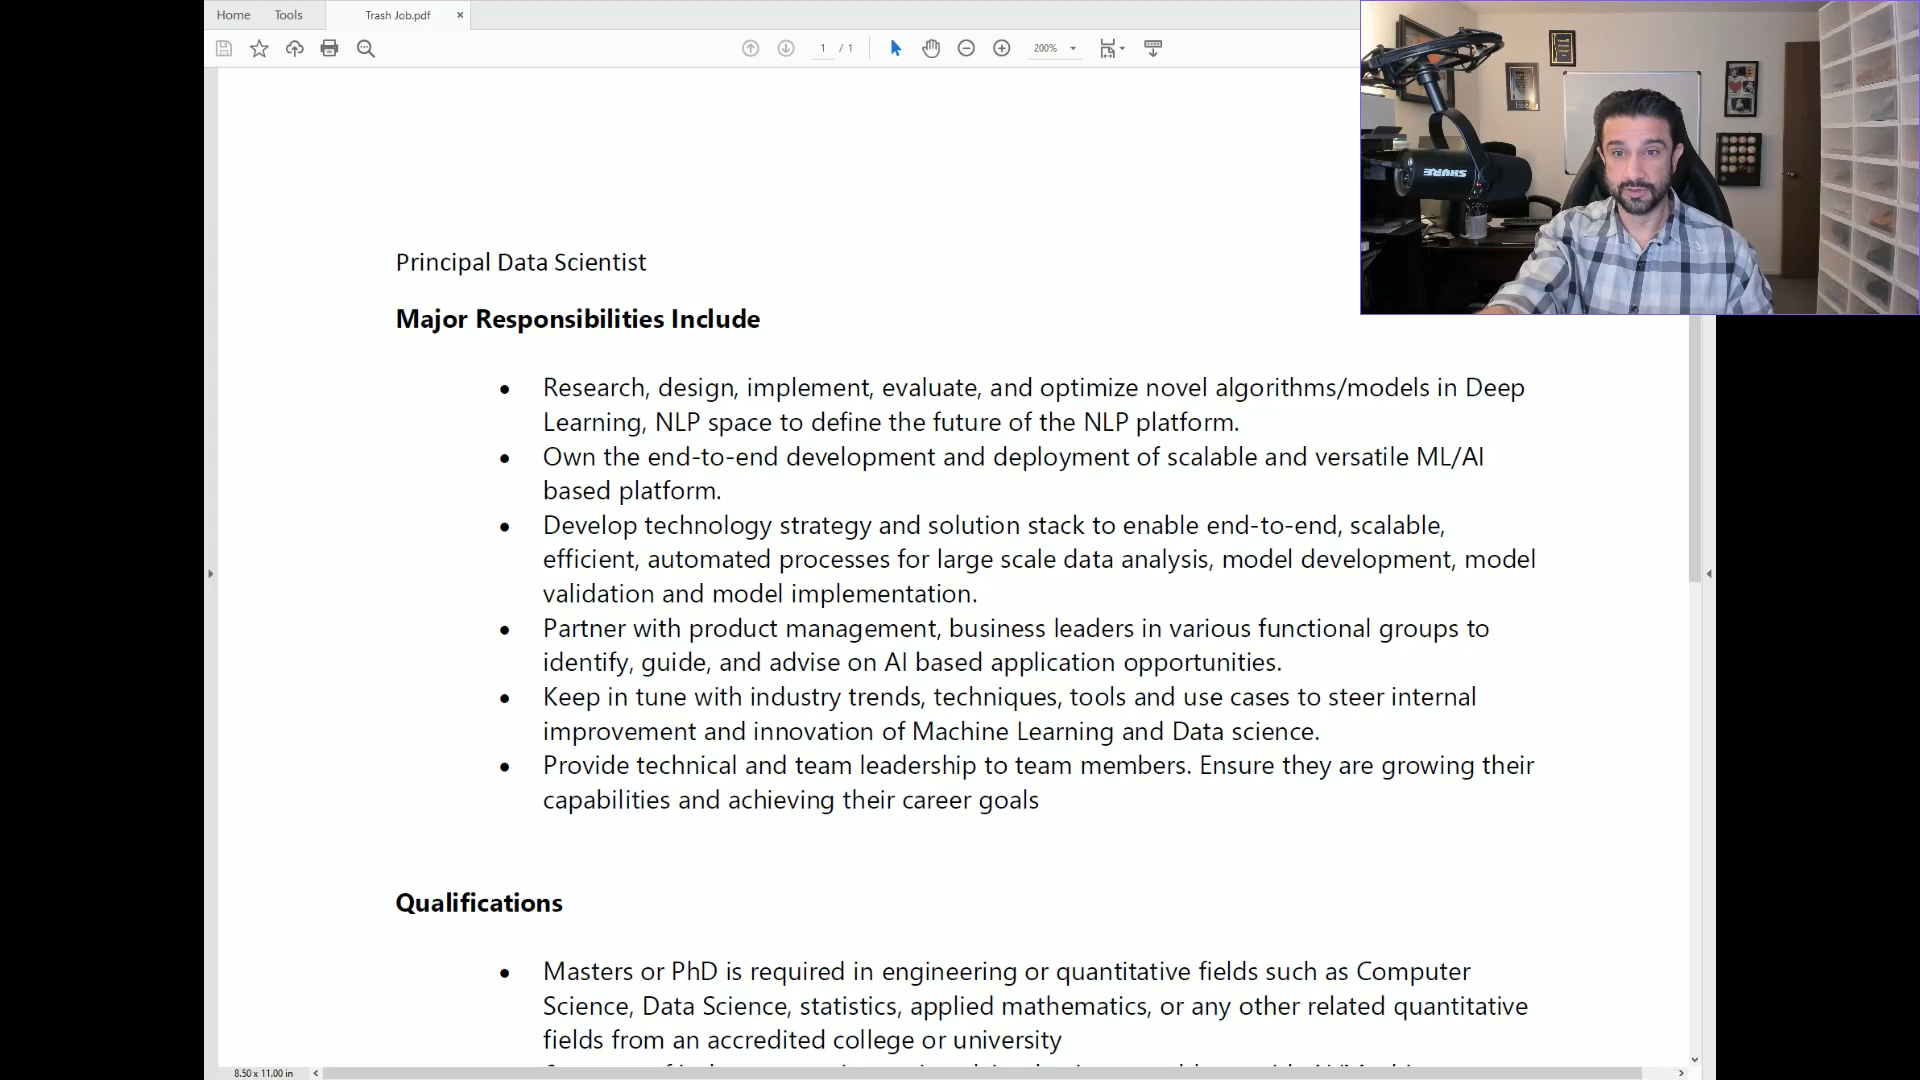 Home Tools Trash Job.pdf ×
1 / 1 200%
SHURE
Principal Data Scientist
Major Responsibilities Include
• Research, design, implement, evaluate, and optimize novel algorithms/models in Deep
Learning, NLP space to define the future of the NLP platform.
• Own the end-to-end development and deployment of scalable and versatile ML/AI
based platform.
• Develop technology strategy and solution stack to enable end-to-end, scalable,
efficient, automated processes for large scale data analysis, model development, model
validation and model implementation.
• Partner with product management, business leaders in various functional groups to
identify, guide, and advise on AI based application opportunities.
• Keep in tune with industry trends, techniques, tools and use cases to steer internal
improvement and innovation of Machine Learning and Data science.
• Provide technical and team leadership to team members. Ensure they are growing their
capabilities and achieving their career goals
Qualifications
• Masters or PhD is required in engineering or quantitative fields such as Computer
Science, Data Science, statistics, applied mathematics, or any other related quantitative
fields from an accredited college or university
8.50 x 11.00 in